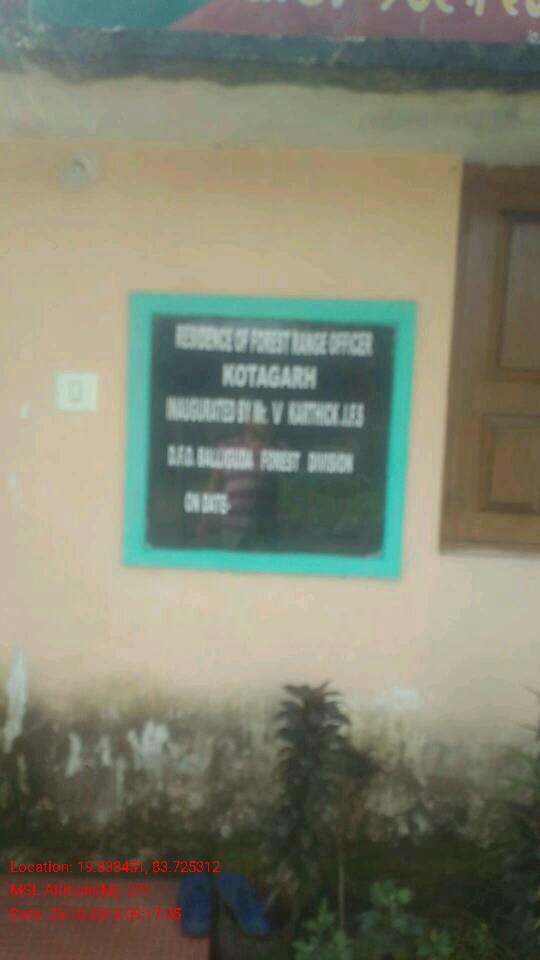 RESIDENCE OF FOREST RANGE OFFICER
KOTAGARH
INAUGURATED BY Mr. V KARTHICK .I.F.S
D.F.O. BALLIGUDA FOREST DIVISION
ON DATE-
Location: 19.838451, 83.725312
MSL Altitude(M): 271
Date: